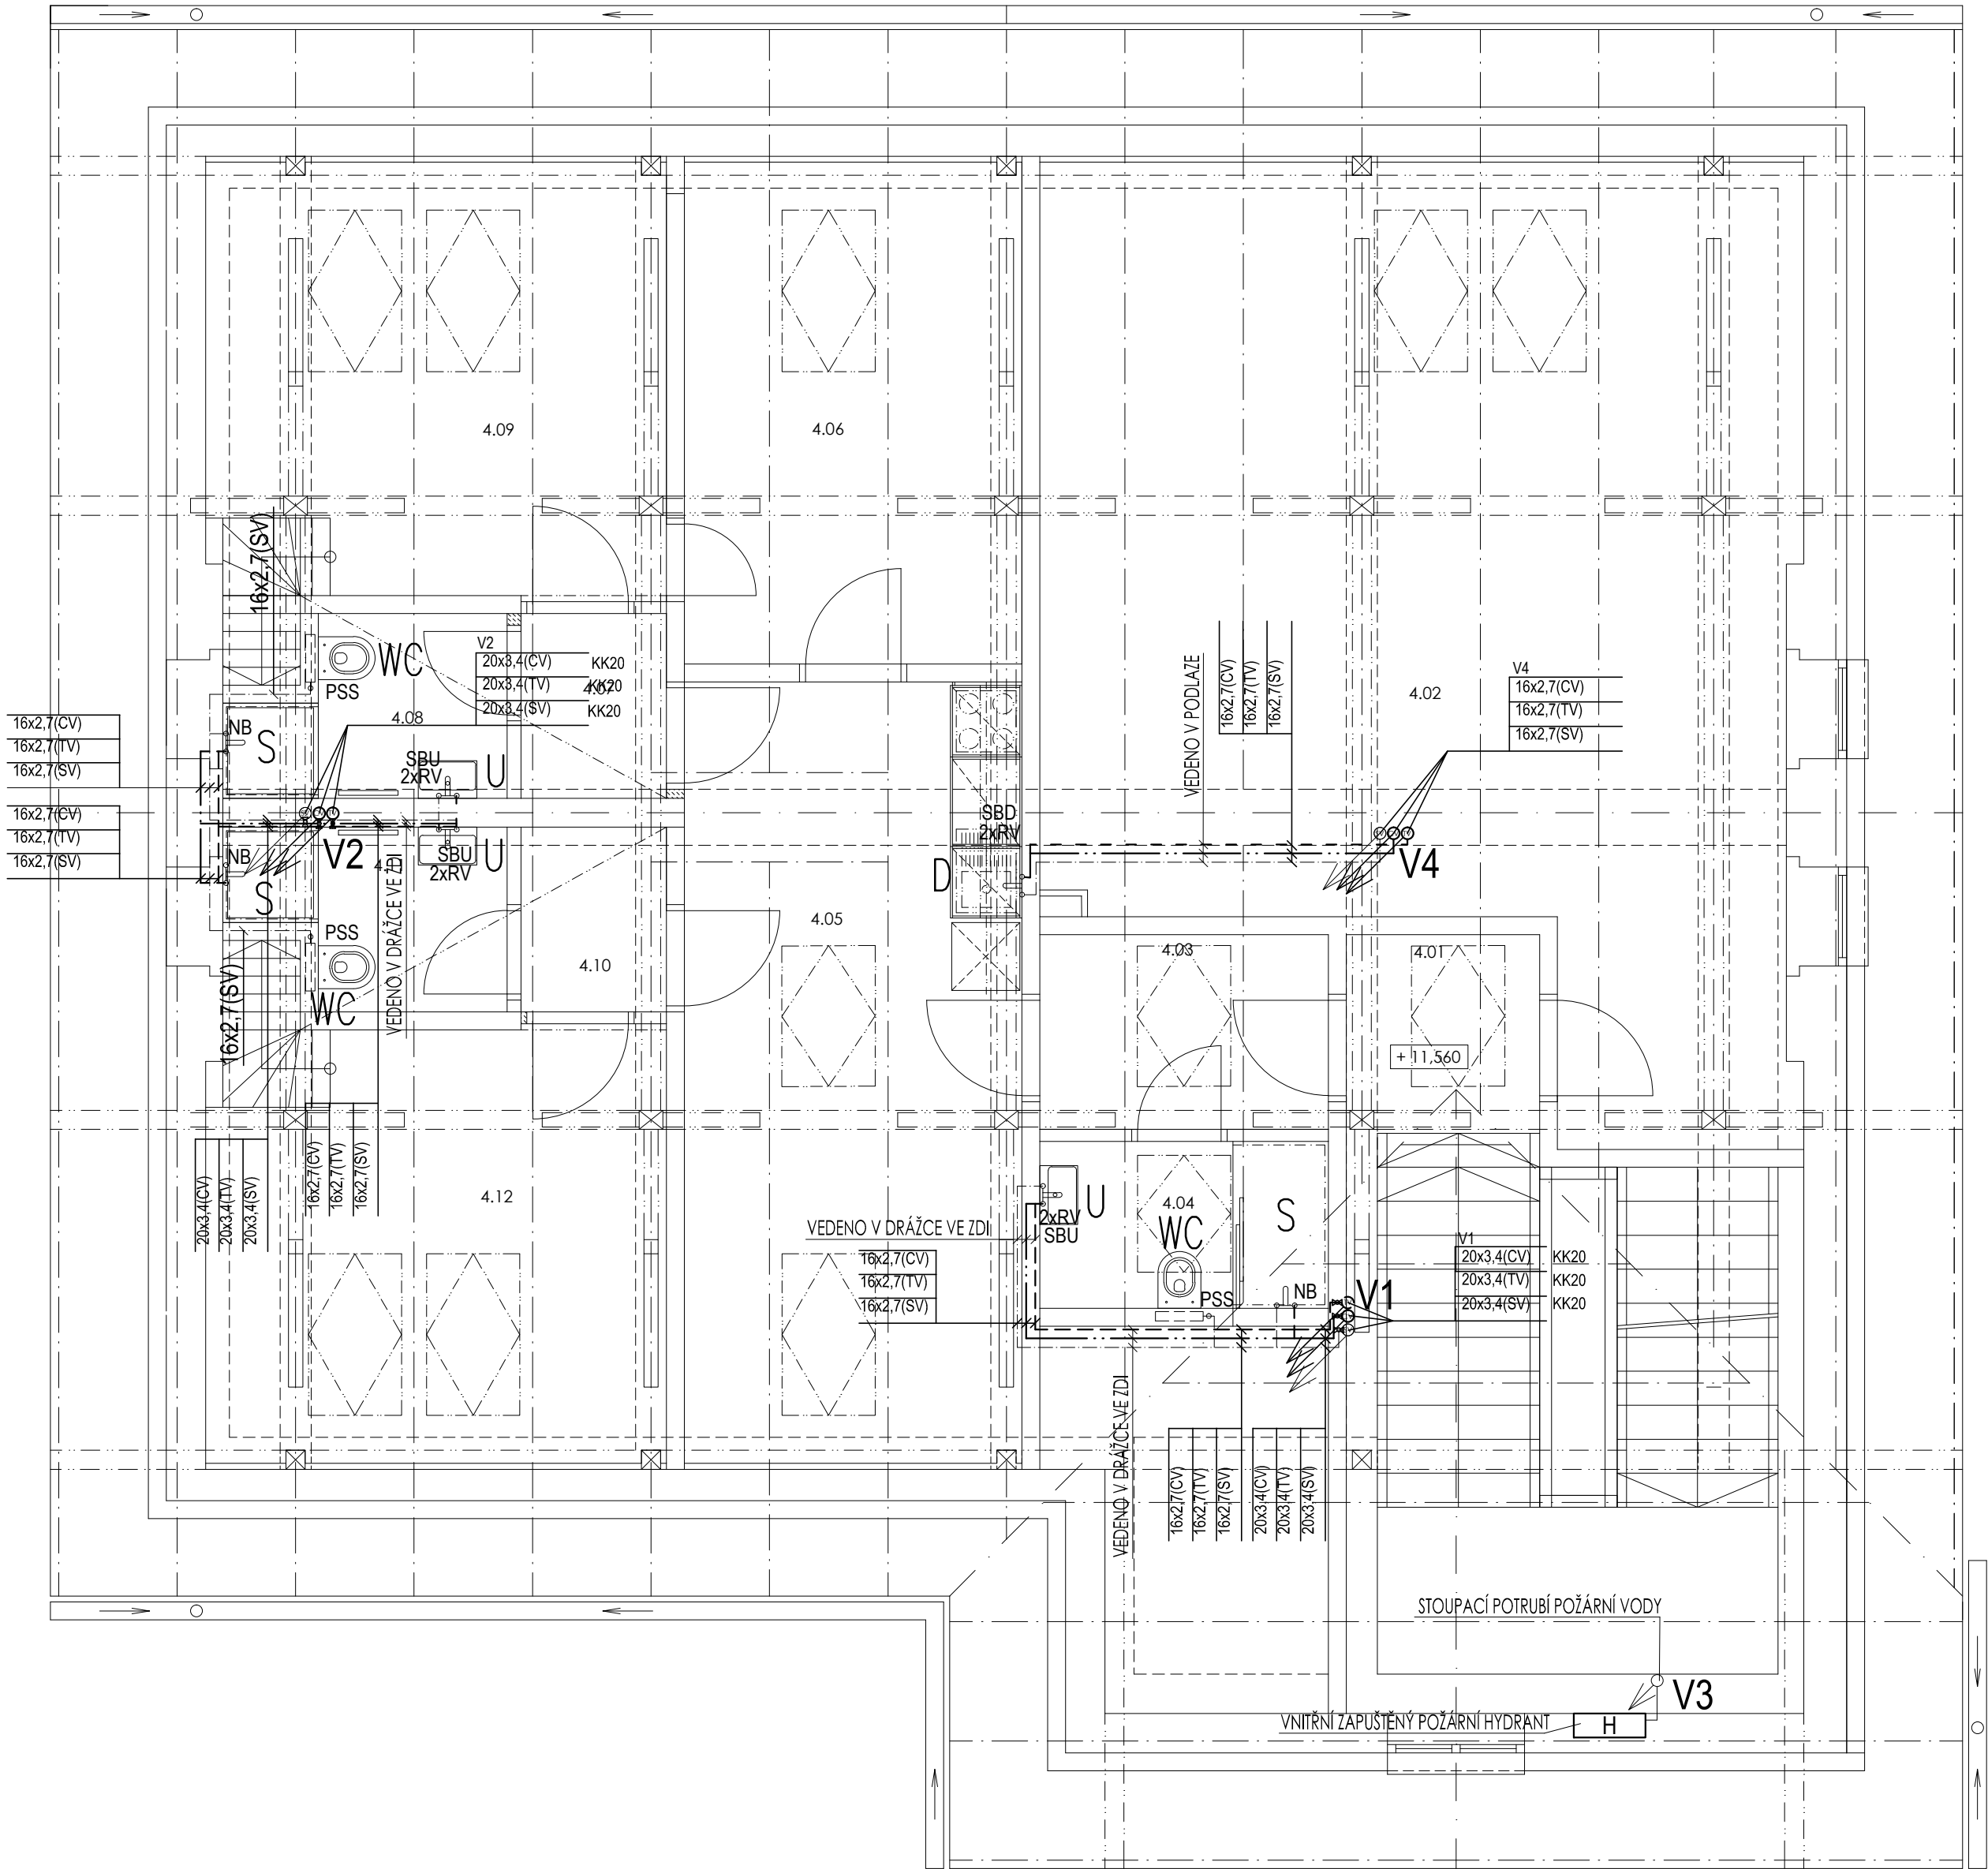 4.09
4.06
16x2,7(SV)
WC
PSS
V2
20x3,4(CV) KK20
20x3,4(TV) KK20
20x3,4(SV) KK20
4.07
4.08
16x2,7(CV)
16x2,7(TV)
16x2,7(SV)
NB
S
SBU
2xRV
U
16x2,7(CV)
16x2,7(TV)
16x2,7(SV)
NB
S
V2
SBU
2xRV
U
VEDENO V DRÁŽCE VE ZDI
PSS
WC
16x2,7(SV)
4.10
4.05
SBD
2xRV
D
VEDENO V PODLAZE
16x2,7(CV)
16x2,7(TV)
16x2,7(SV)
4.02
V4
16x2,7(CV)
16x2,7(TV)
16x2,7(SV)
V4
4.03
4.01
+ 11,560
20x3,4(CV)
20x3,4(TV)
20x3,4(SV)
16x2,7(CV)
16x2,7(TV)
16x2,7(SV)
4.12
VEDENO V DRÁŽCE VE ZDI
16x2,7(CV)
16x2,7(TV)
16x2,7(SV)
U
2xRV
SBU
4.04
WC
S
PSS
NB
V1
V1
20x3,4(CV) KK20
20x3,4(TV) KK20
20x3,4(SV) KK20
VEDENO V DRÁŽCE VE ZDI
16x2,7(CV)
16x2,7(TV)
16x2,7(SV)
20x3,4(CV)
20x3,4(TV)
20x3,4(SV)
STOUPACÍ POTRUBÍ POŽÁRNÍ VODY
V3
VNITŘNÍ ZAPUŠTĚNÝ POŽÁRNÍ HYDRANT
H